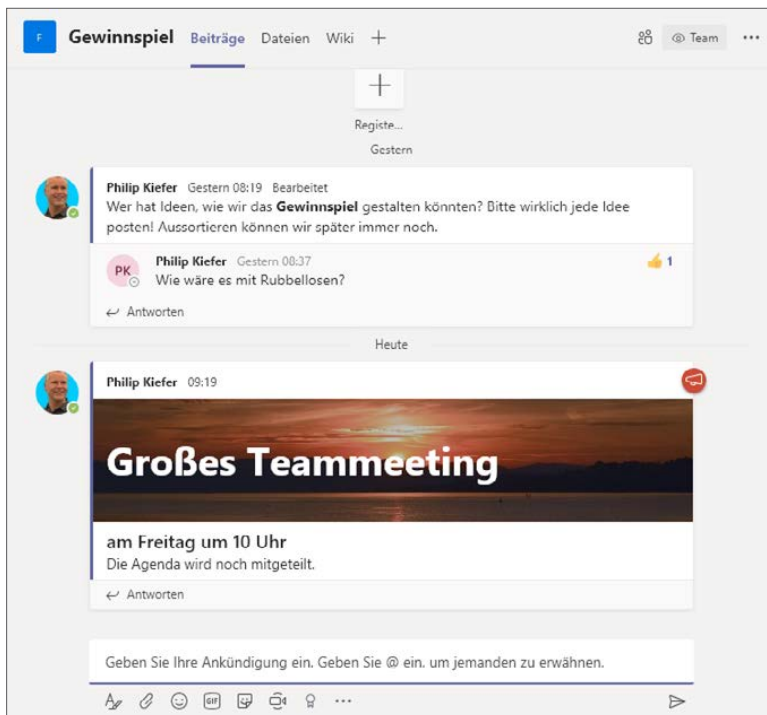 F Gewinnspiel Beiträge Dateien Wiki + Team ...
Registe...
Gestern
Philip Kiefer Gestern 08:19 Bearbeitet
Wer hat Ideen, wie wir das Gewinnspiel gestalten könnten? Bitte wirklich jede Idee
posten! Aussortieren können wir später immer noch.
PK Philip Kiefer Gestern 08:37 1
Wie wäre es mit Rubbellosen?
Antworten
Heute
Philip Kiefer 09:19
Großes Teammeeting
am Freitag um 10 Uhr
Die Agenda wird noch mitgeteilt.
Antworten
Geben Sie Ihre Ankündigung ein. Geben Sie @ ein. um jemanden zu erwähnen.
GIF ...